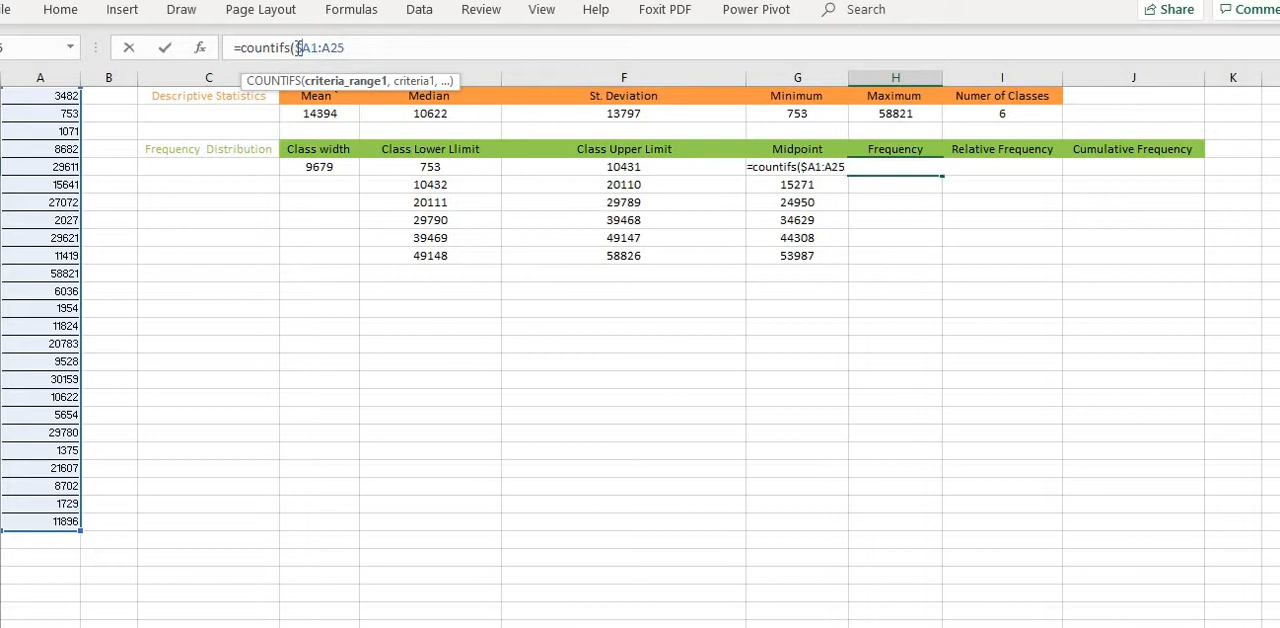 le Home Insert Draw Page Layout Formulas Data Review View Help Foxit PDF Power Pivot Search Share Comme
5 fx =countifs($A1:A25
COUNTIFS(criteria_range1, criteria1, ...)
A B C F G H I J K
3482 Descriptive Statistics Mean ` Median St. Deviation Minimum Maximum Numer of Classes
753 14394 10622 13797 753 58821 6
1071
8682 Frequency Distribution Class width Class Lower Llimit Class Upper Limit Midpoint Frequency Relative Frequency Cumulative Frequency
29611 9679 753 10431 =countifs($A1:A25
15641 10432 20110 15271
27072 20111 29789 24950
2027 29790 39468 34629
29621 39469 49147 44308
11419 49148 58826 53987
58821
6036
1954
11824
20783
9528
30159
10622
5654
29780
1375
21607
8702
1729
11896